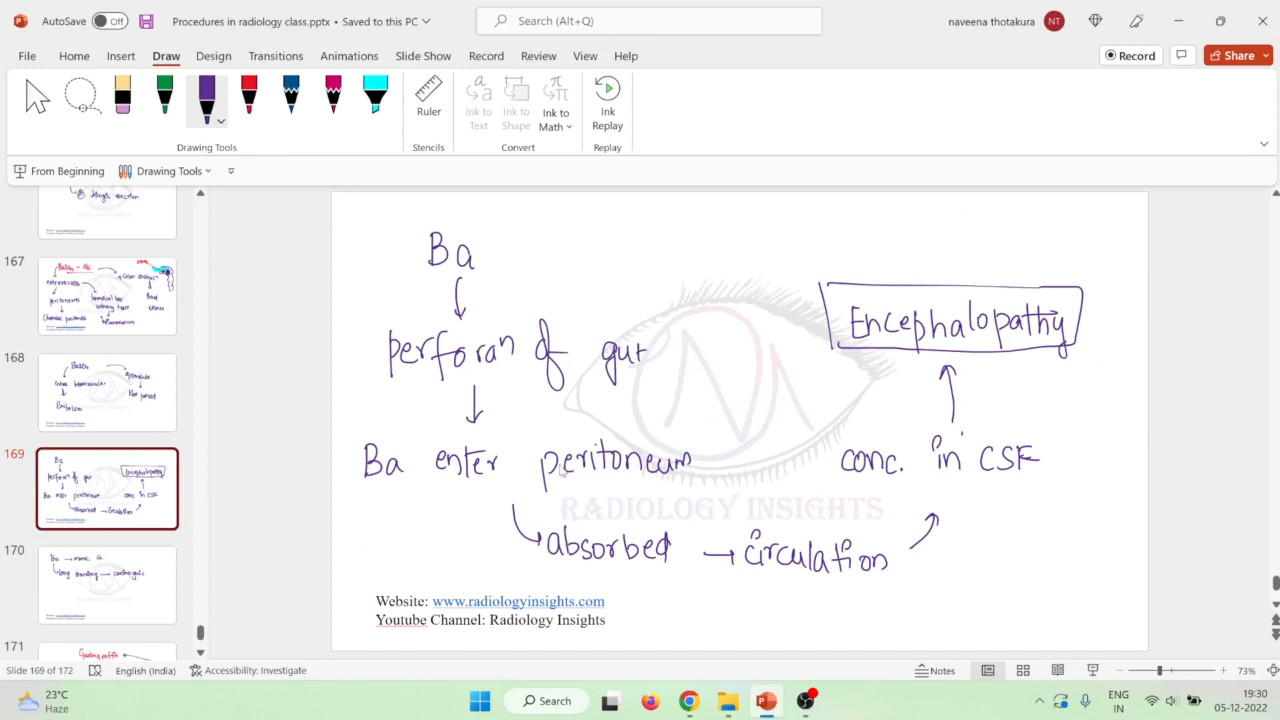 AutoSave Off Procedures in radiology class.pptx • Saved to this PC Search (Alt+Q) naveena thotakura NT
File Home Insert Draw Design Transitions Animations Slide Show Record Review View Help Record Share
Ruler
Ink to Text
Ink to Shape
Ink to Math
Ink Replay
Drawing Tools Stencils Convert Replay
From Beginning Drawing Tools
167
168
169
170
Ba
perforan of gut
Encephalopathy
Ba enter peritoneum conc. in CSF
RADIOLOGY INSIGHTS
absorbed → circulation
Website: www.radiologyinsights.com
Youtube Channel: Radiology Insights
171
Slide 169 of 172 English (India) Accessibility: Investigate Notes 73%
23°C
Haze
Search
ENG
IN
19:30
05-12-2022